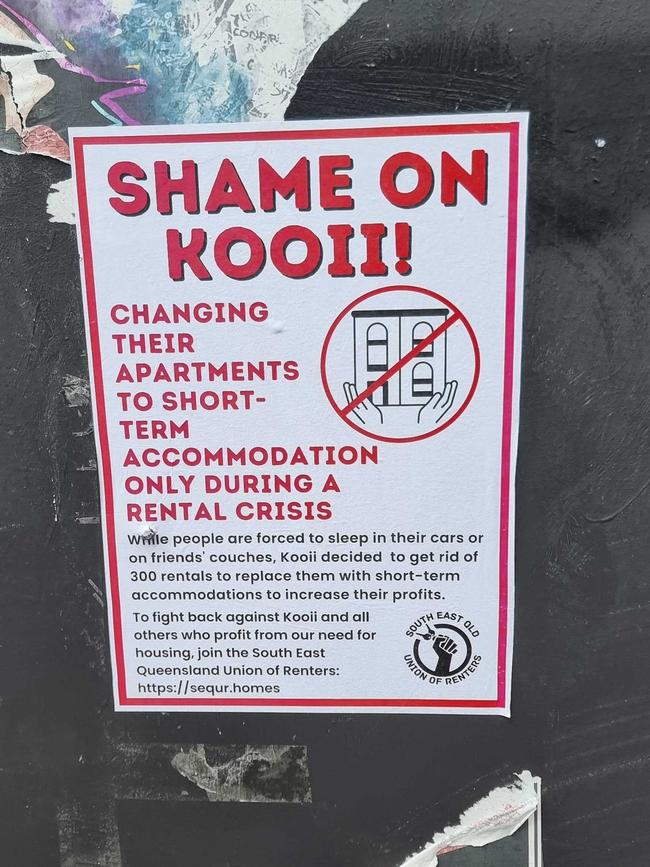 SHAME ON
KOOII!
CHANGING
THEIR
APARTMENTS
TO SHORT-
TERM
ACCOMMODATION
ONLY DURING A
RENTAL CRISIS
While people are forced to sleep in their cars or
on friends' couches, Kooii decided to get rid of
300 rentals to replace them with short-term
accommodations to increase their profits.
To fight back against Kooii and all
others who profit from our need for
housing, join the South East
Queensland Union of Renters:
https://sequr.homes
SOUTH EAST QLD
UNION OF RENTERS